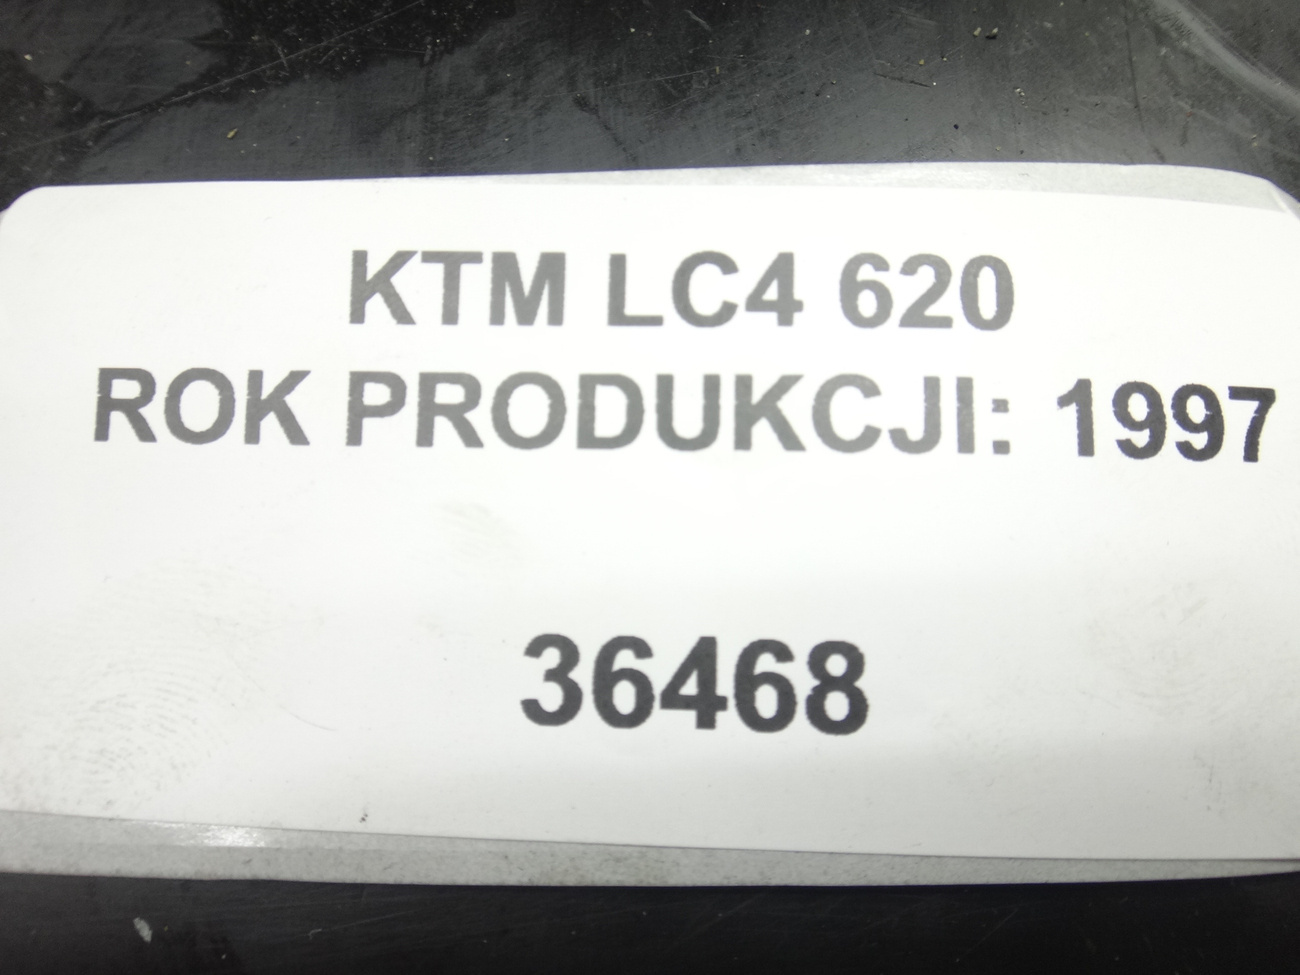 KTM LC4 620
ROK PRODUKCJI: 1997
36468